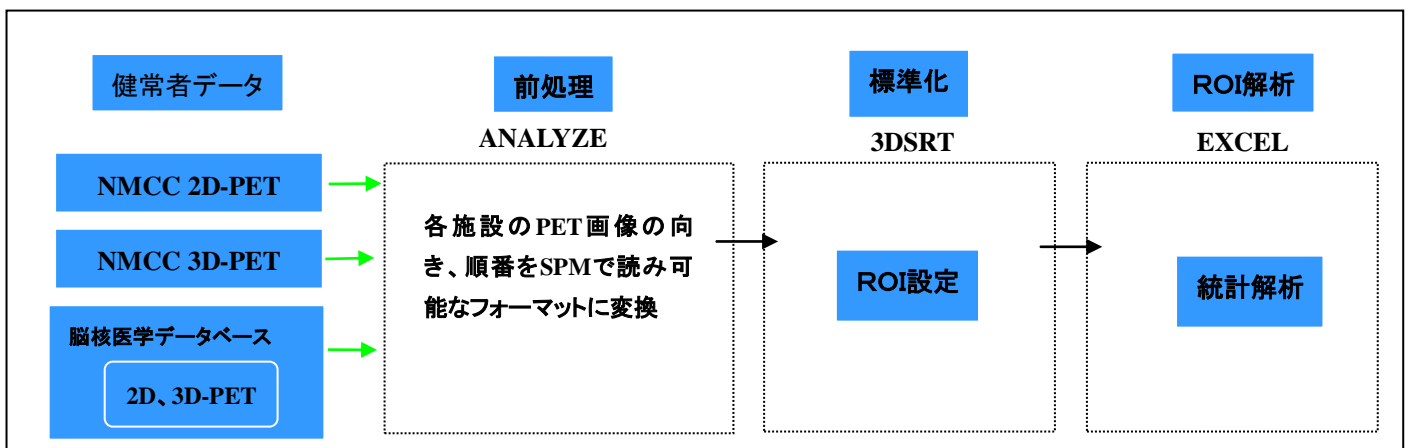 健常者データ
前処理
標準化
ROI解析
ANALYZE
3DSRT
EXCEL
NMCC 2D-PET
NMCC 3D-PET
脳核医学データベース
2D、3D-PET
各施設のPET画像の向
き、順番をSPMで読み可
能なフォーマットに変換
ROI設定
統計解析